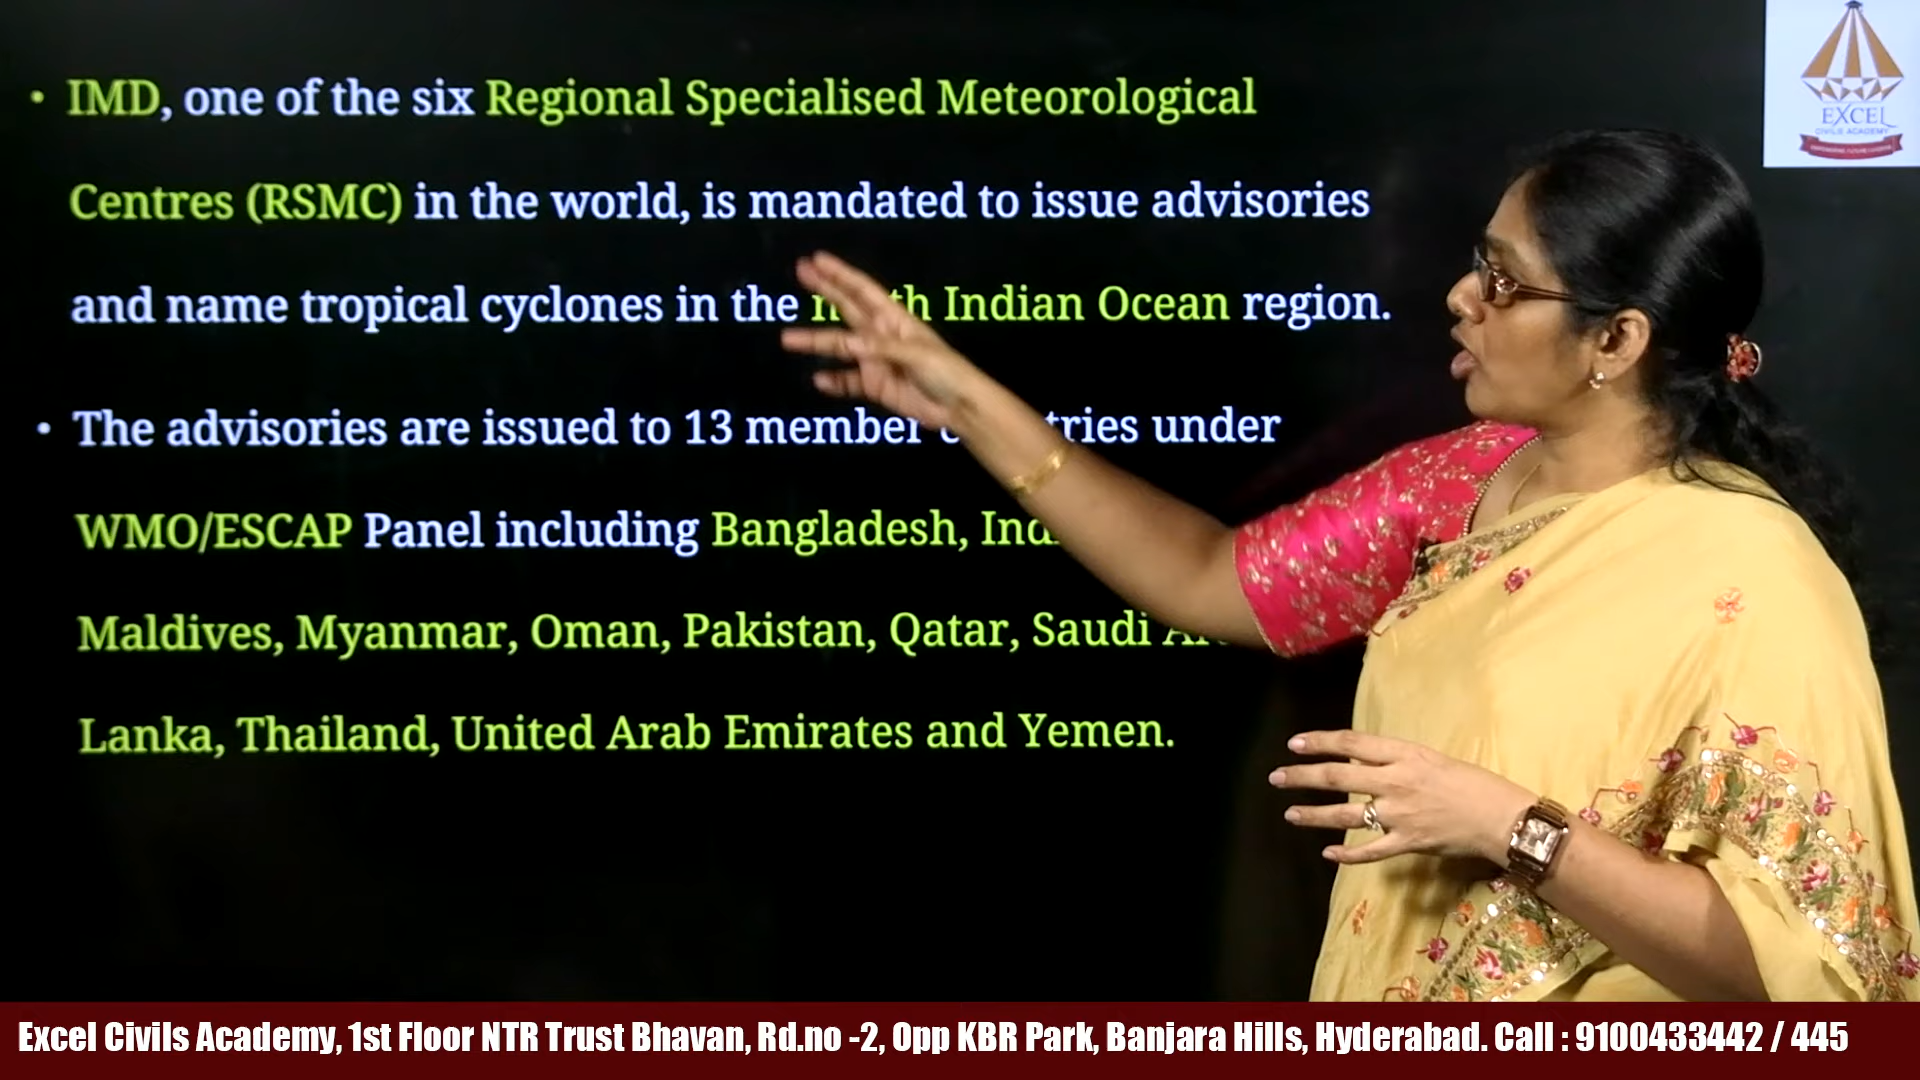 • IMD, one of the six Regional Specialised Meteorological
Centres (RSMC) in the world, is mandated to issue advisories
and name tropical cyclones in the Indian Ocean region.
• The advisories are issued to 13 member under
WMO/ESCAP Panel including Bangladesh,
Maldives, Myanmar, Oman, Pakistan, Qatar, Saudi
Lanka, Thailand, United Arab Emirates and Yemen.
EXCEL
CIVILS ACADEMY
Excel Civils Academy, 1st Floor NTR Trust Bhavan, Rd.no -2, Opp KBR Park, Banjara Hills, Hyderabad. Call : 9100433442 / 445